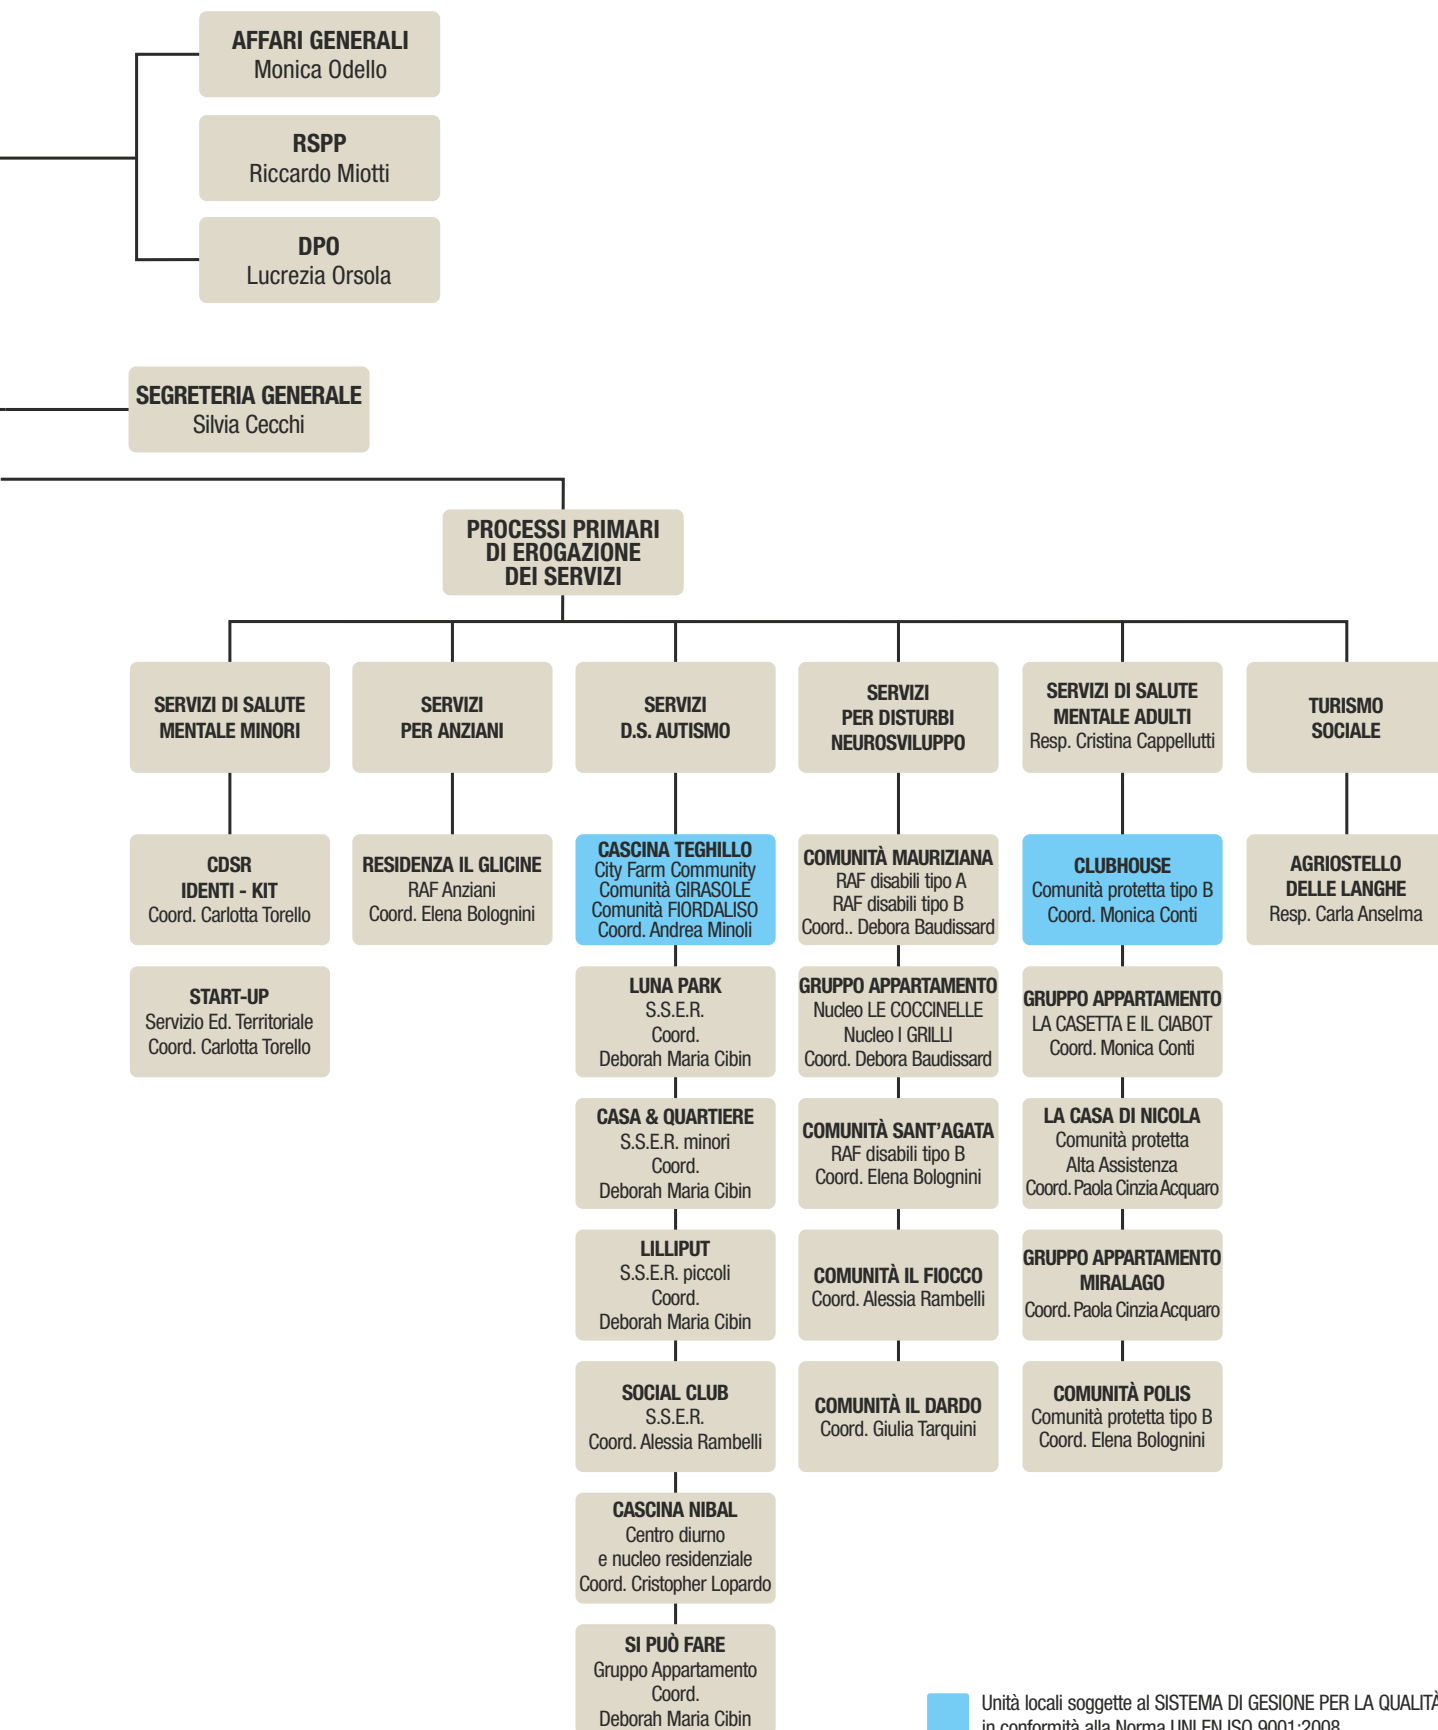 AFFARI GENERALI
Monica Odello
RSPP
Riccardo Miotti
DPO
Lucrezia Orsola
SEGRETERIA GENERALE
Silvia Cecchi
PROCESSI PRIMARI
DI EROGAZIONE
DEI SERVIZI
SERVIZI DI SALUTE
MENTALE MINORI
SERVIZI
PER ANZIANI
SERVIZI
D.S. AUTISMO
SERVIZI
PER DISTURBI
NEUROSVILUPPO
SERVIZI DI SALUTE
MENTALE ADULTI
Resp. Cristina Cappellutti
TURISMO
SOCIALE
CDSR
IDENTI - KIT
Coord. Carlotta Torello
RESIDENZA IL GLICINE
RAF Anziani
Coord. Elena Bolognini
CASCINA TEGHILLO
City Farm Community
Comunità GIRASOLE
Comunità FIORDALISO
Coord. Andrea Minoli
COMUNITÀ MAURIZIANA
RAF disabili tipo A
RAF disabili tipo B
Coord.. Debora Baudissard
CLUBHOUSE
Comunità protetta tipo B
Coord. Monica Conti
AGRIOSTELLO
DELLE LANGHE
Resp. Carla Anselma
START-UP
Servizio Ed. Territoriale
Coord. Carlotta Torello
LUNA PARK
S.S.E.R.
Coord.
Deborah Maria Cibin
GRUPPO APPARTAMENTO
Nucleo LE COCCINELLE
Nucleo I GRILLI
Coord. Debora Baudissard
GRUPPO APPARTAMENTO
LA CASETTA E IL CIABOT
Coord. Monica Conti
CASA & QUARTIERE
S.S.E.R. minori
Coord.
Deborah Maria Cibin
COMUNITÀ SANT'AGATA
RAF disabili tipo B
Coord. Elena Bolognini
LA CASA DI NICOLA
Comunità protetta
Alta Assistenza
Coord. Paola Cinzia Acquaro
LILLIPUT
S.S.E.R. piccoli
Coord.
Deborah Maria Cibin
COMUNITÀ IL FIOCCO
Coord. Alessia Rambelli
GRUPPO APPARTAMENTO
MIRALAGO
Coord. Paola Cinzia Acquaro
SOCIAL CLUB
S.S.E.R.
Coord. Alessia Rambelli
COMUNITÀ IL DARDO
Coord. Giulia Tarquini
COMUNITÀ POLIS
Comunità protetta tipo B
Coord. Elena Bolognini
CASCINA NIBAL
Centro diurno
e nucleo residenziale
Coord. Cristopher Lopardo
SI PUÒ FARE
Gruppo Appartamento
Coord.
Deborah Maria Cibin
Unità locali soggette al SISTEMA DI GESIONE PER LA QUALITÀ
in conformità alla Norma UNI EN ISO 9001:2008